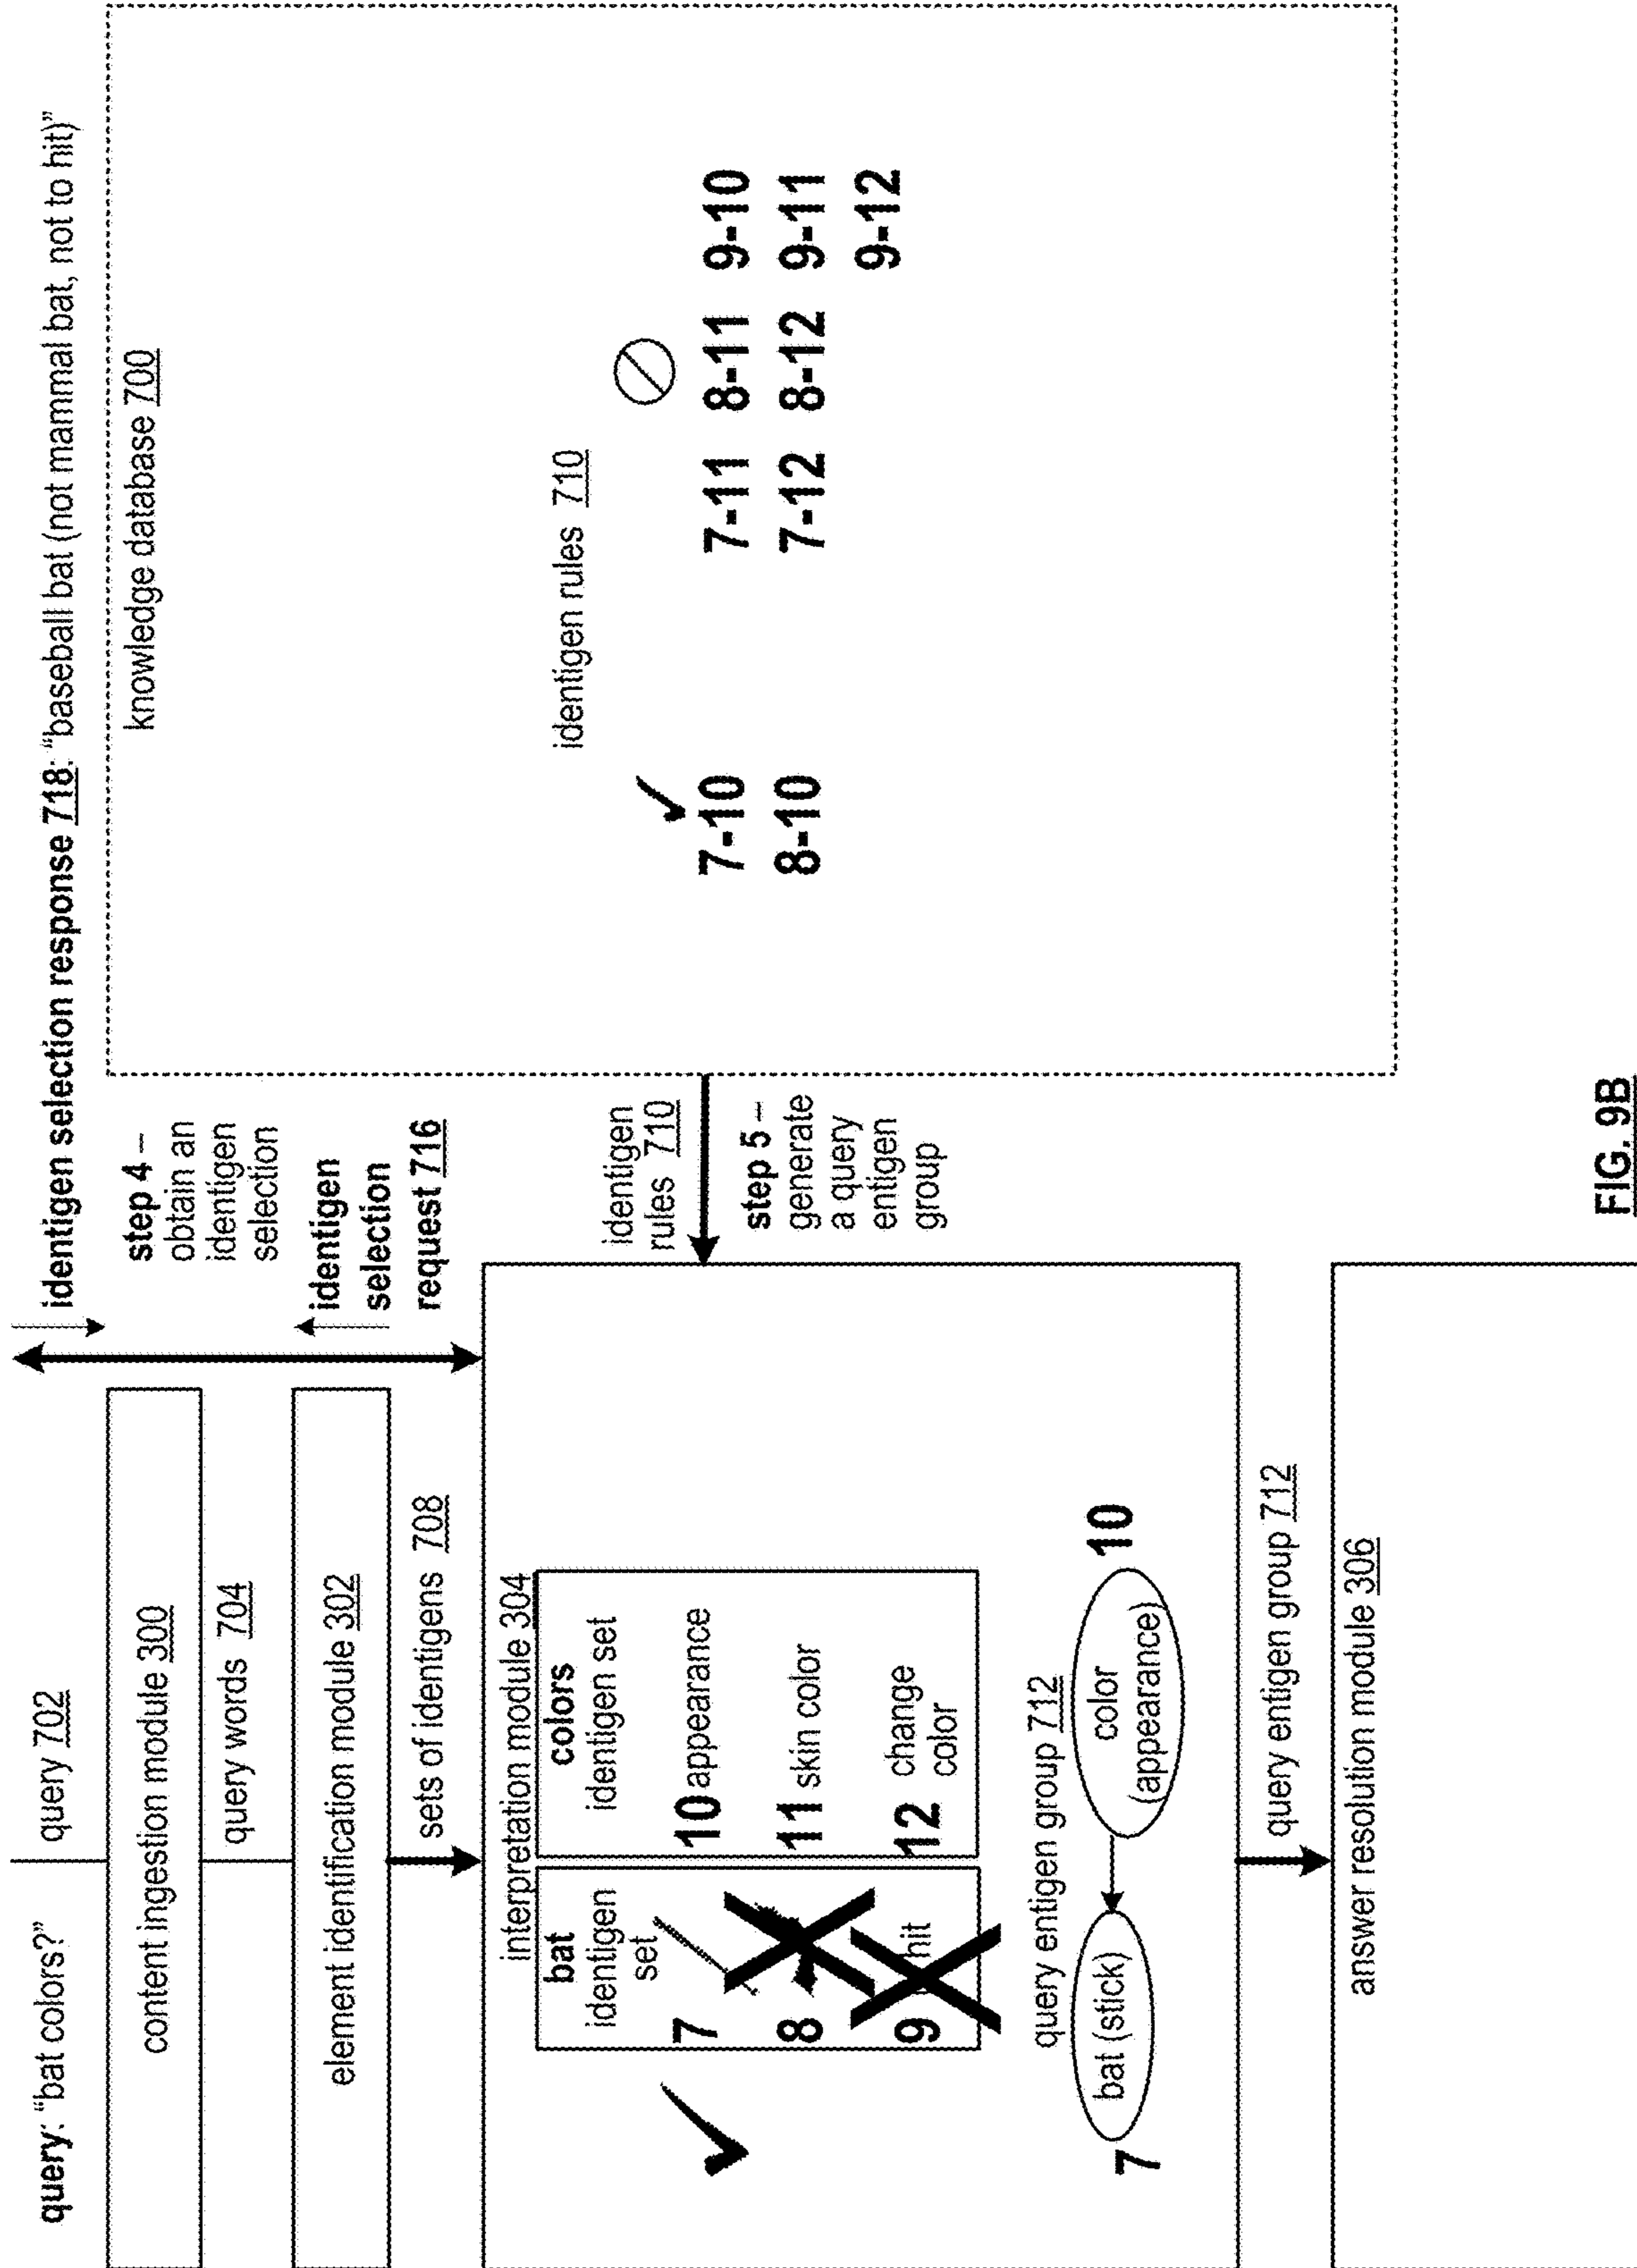 query: “bat colors?”
query 702
identigen selection response 718: “baseball bat (not mammal bat, not to hit)”
content ingestion module 300
step 4 –
obtain an
identigen
selection
knowledge database 700
query words 704
element identification module 302
identigen
selection
request 716
sets of identigens 708
interpretation module 304
bat
identigen
set
7
8
9
hit
colors
identigen set
10 appearance
11 skin color
12 change
color
identigen
rules 710
step 5 –
generate
a query
entigen
group
identigen rules 710
7-10
8-10
7-11 8-11 9-10
7-12 8-12 9-11
9-12
query entigen group 712
7
bat (stick)
color
(appearance)
10
query entigen group 712
answer resolution module 306
FIG. 9B